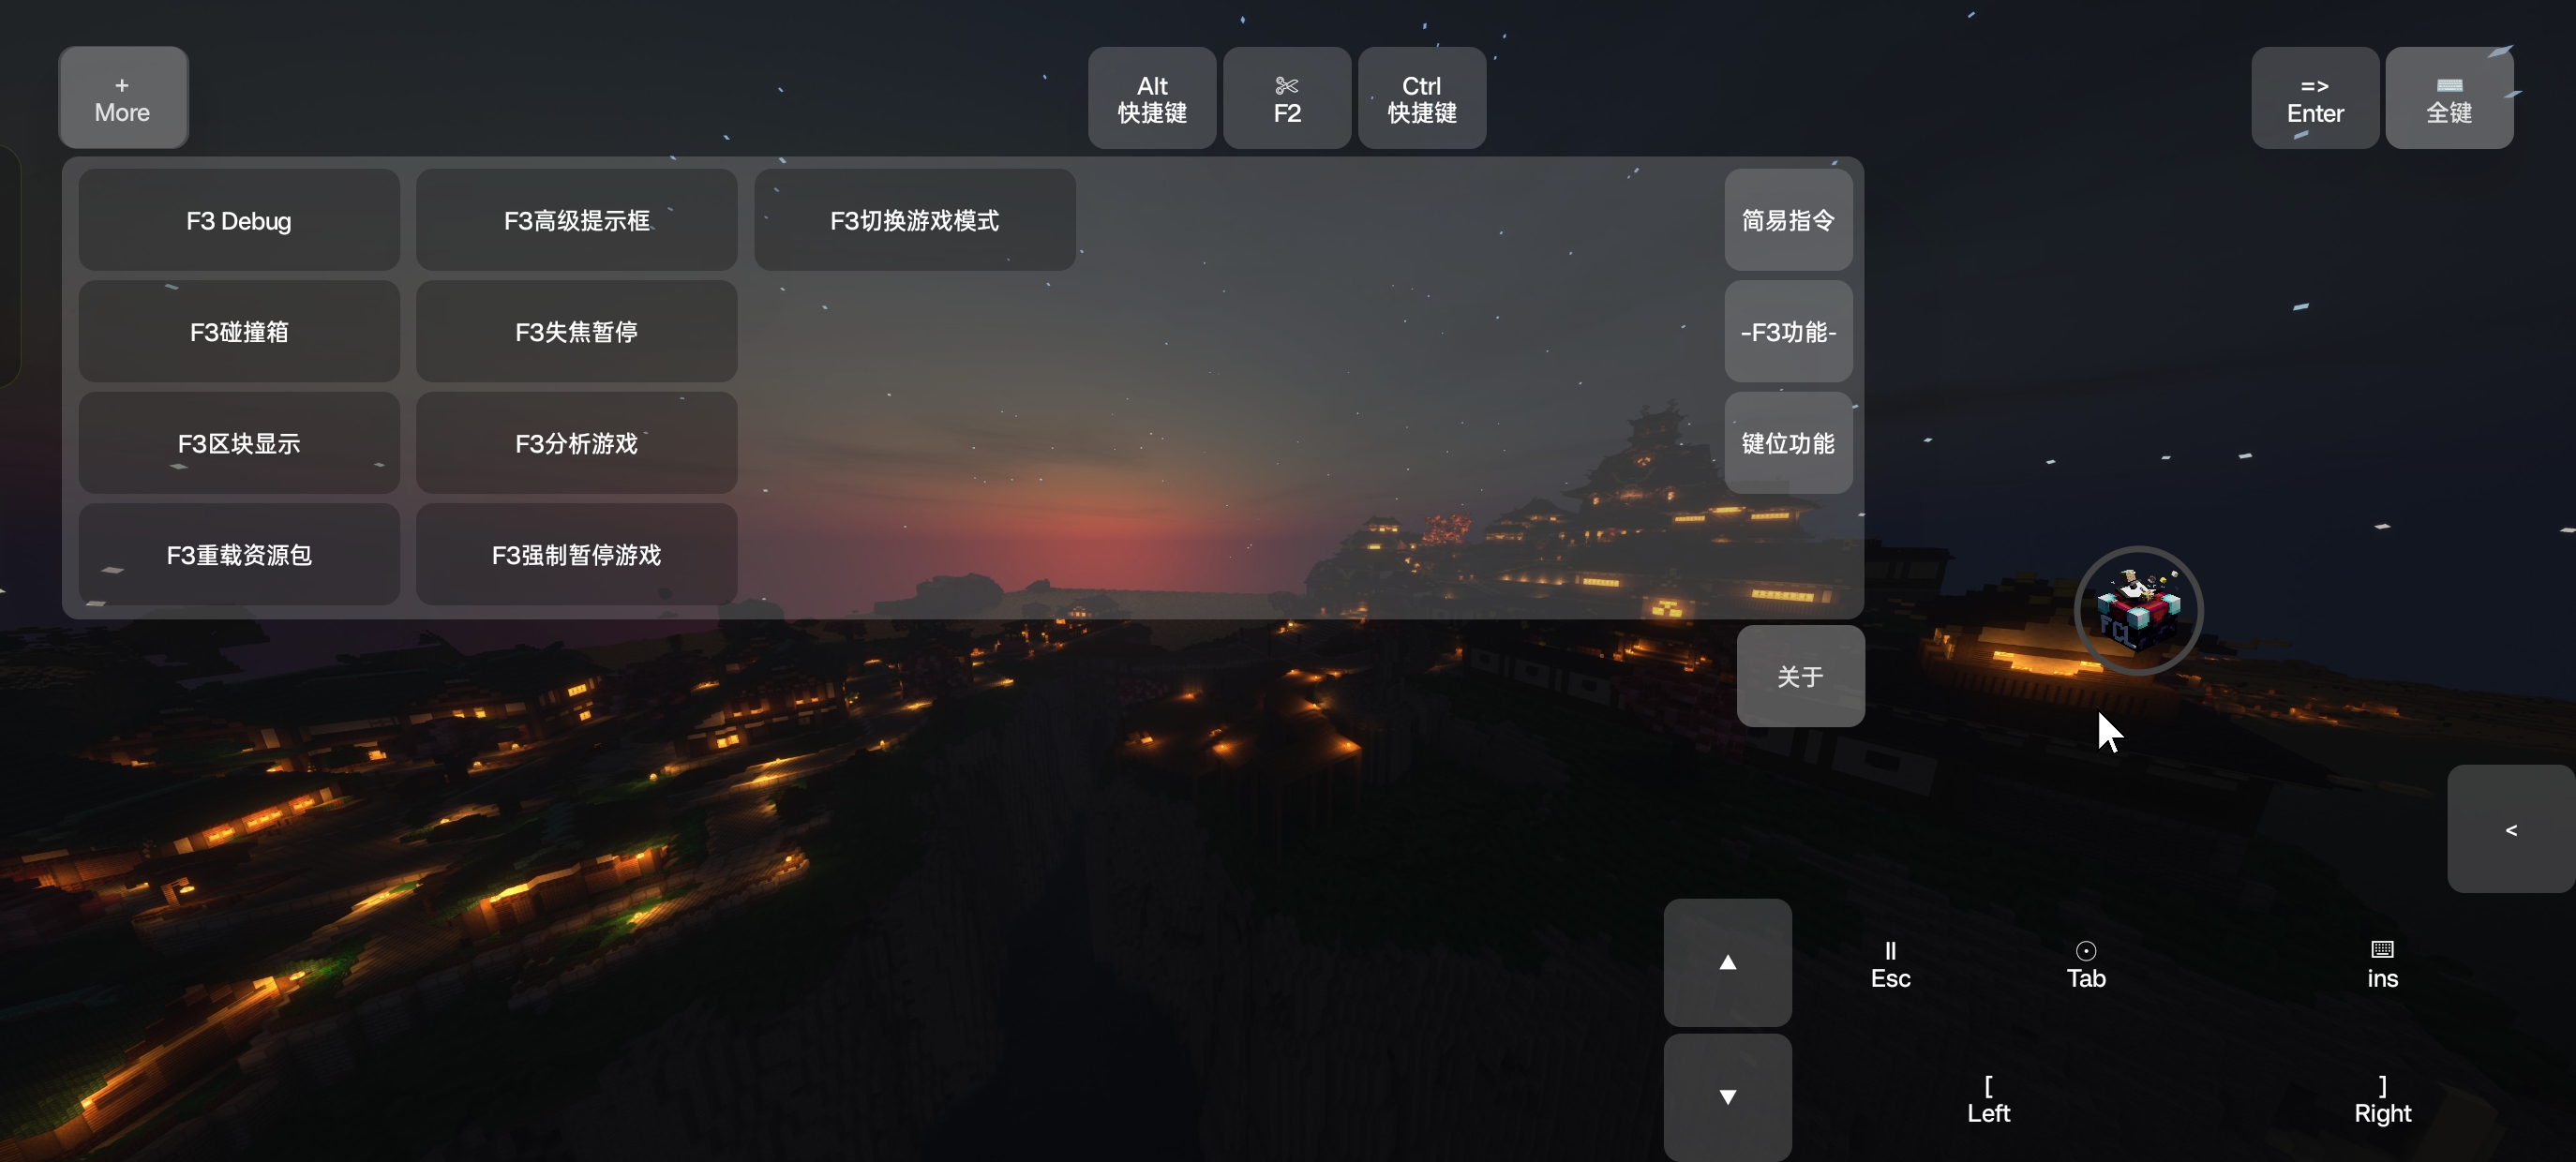 +
More
Alt
快捷键
F2
Ctrl
快捷键
=>
Enter
全键
F3 Debug
F3高级提示框
F3切换游戏模式
简易指令
F3碰撞箱
F3失焦暂停
-F3功能-
F3区块显示
F3分析游戏
键位功能
F3重载资源包
F3强制暂停游戏
FCL
关于
<
Esc
Tab
ins
[
Left
]
Right